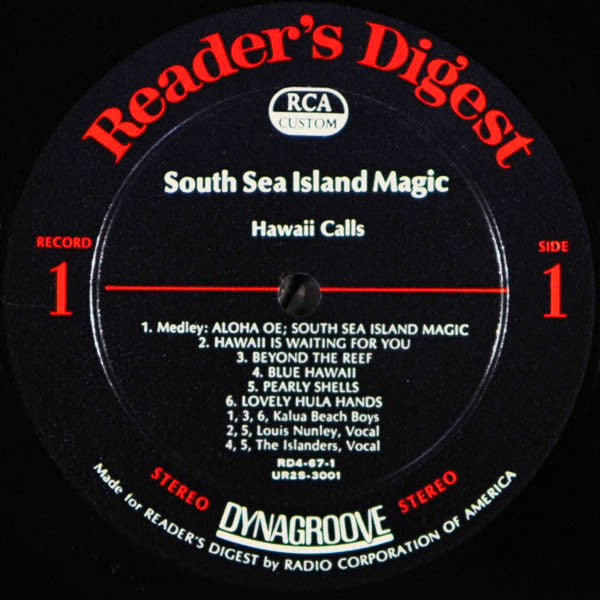 Reader's Digest
RCA
CUSTOM
South Sea Island Magic
Hawaii Calls
RECORD
1
SIDE
1
1. Medley: ALOHA OE; SOUTH SEA ISLAND MAGIC
2. HAWAII IS WAITING FOR YOU
3. BEYOND THE REEF
4. BLUE HAWAII
5. PEARLY SHELLS
6. LOVELY HULA HANDS
1, 3, 6, Kalua Beach Boys
2, 5, Louis Nunley, Vocal
4, 5, The Islanders, Vocal
RD4-67-1
UR2S-3001
STEREO
DYNAGROOVE
STEREO
Made for READER'S DIGEST by RADIO CORPORATION OF AMERICA